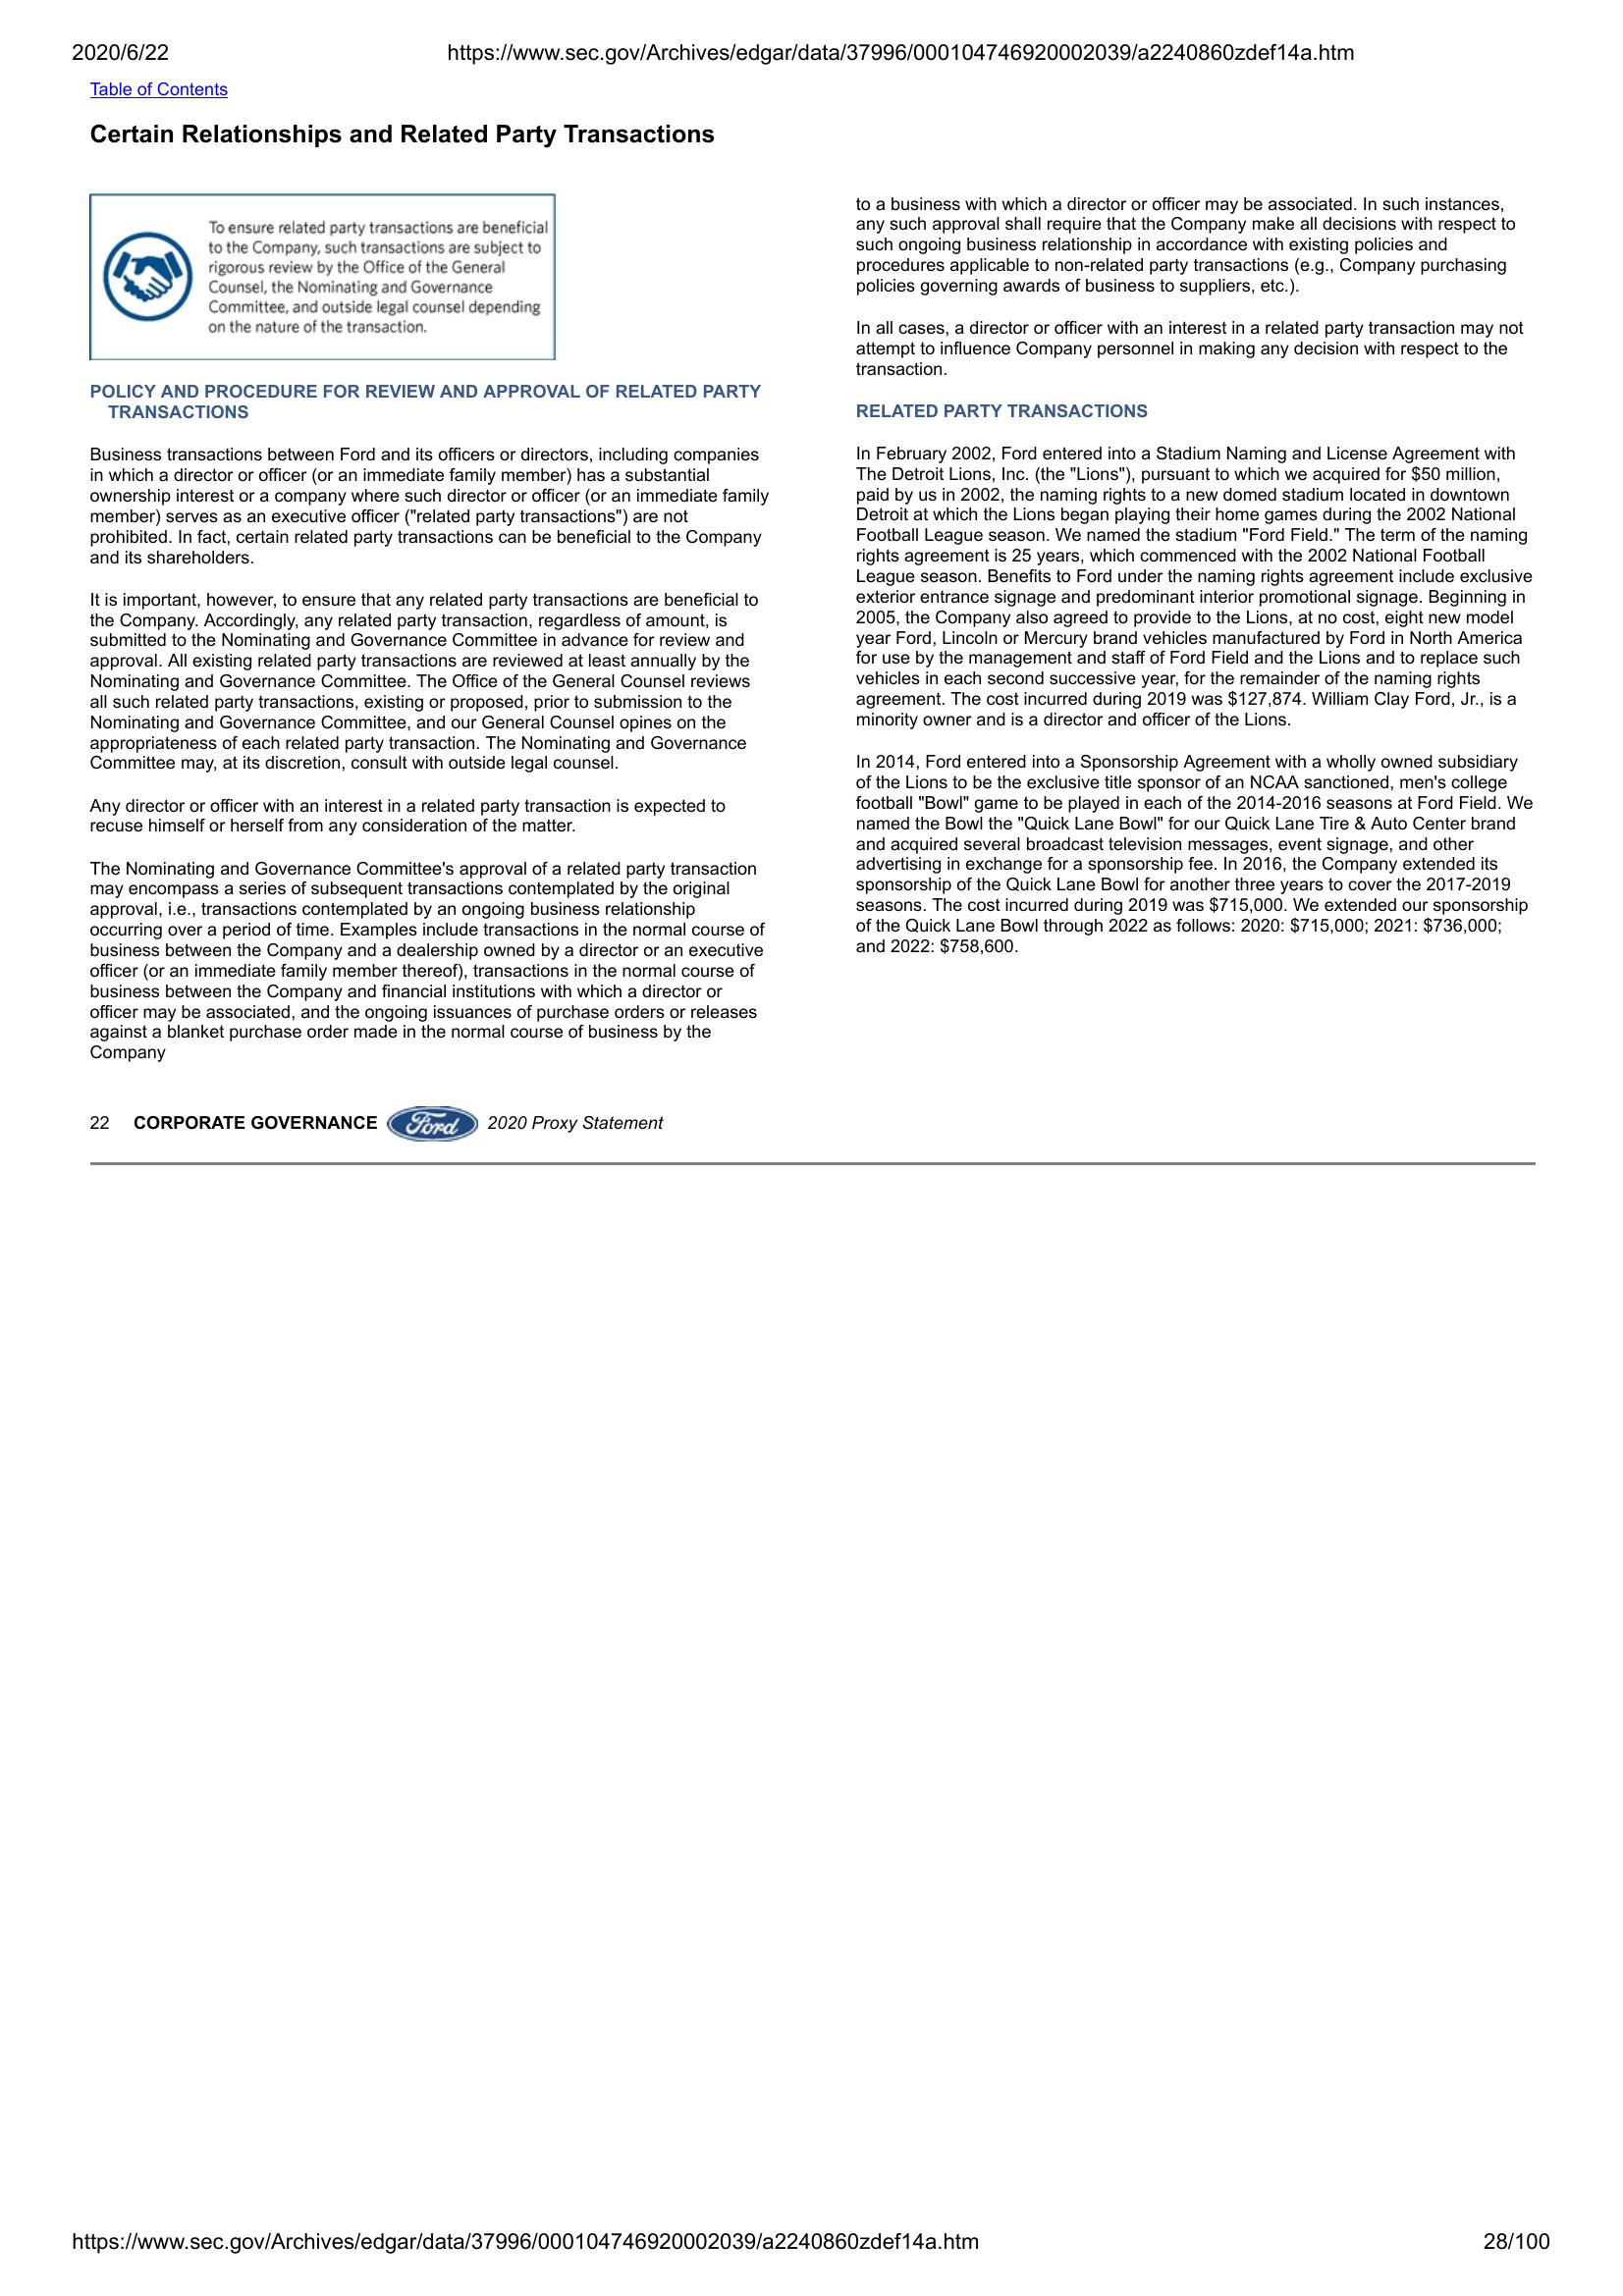 2020/6/22
https://www.sec.gov/Archives/edgar/data/37996/000104746920002039/a2240860zdef14a.htm
Table of Contents
Certain Relationships and Related Party Transactions
To ensure related party transactions are beneficial
to the Company, such transactions are subject to
rigorous review by the Office of the General
Counsel, the Nominating and Governance
Committee, and outside legal counsel depending
on the nature of the transaction.
POLICY AND PROCEDURE FOR REVIEW AND APPROVAL OF RELATED PARTY
TRANSACTIONS
Business transactions between Ford and its officers or directors, including companies
in which a director or officer (or an immediate family member) has a substantial
ownership interest or a company where such director or officer (or an immediate family
member) serves as an executive officer ("related party transactions") are not
prohibited. In fact, certain related party transactions can be beneficial to the Company
and its shareholders.
It is important, however, to ensure that any related party transactions are beneficial to
the Company. Accordingly, any related party transaction, regardless of amount, is
submitted to the Nominating and Governance Committee in advance for review and
approval. All existing related party transactions are reviewed at least annually by the
Nominating and Governance Committee. The Office of the General Counsel reviews
all such related party transactions, existing or proposed, prior to submission to the
Nominating and Governance Committee, and our General Counsel opines on the
appropriateness of each related party transaction. The Nominating and Governance
Committee may, at its discretion, consult with outside legal counsel.
Any director or officer with an interest in a related party transaction is expected to
recuse himself or herself from any consideration of the matter.
The Nominating and Governance Committee's approval of a related party transaction
may encompass a series of subsequent transactions contemplated by the original
approval, i.e., transactions contemplated by an ongoing business relationship
occurring over a period of time. Examples include transactions in the normal course of
business between the Company and a dealership owned by a director or an executive
officer (or an immediate family member thereof), transactions in the normal course of
business between the Company and financial institutions with which a director or
officer may be associated, and the ongoing issuances of purchase orders or releases
against a blanket purchase order made in the normal course of business by the
Company
to a business with which a director or officer may be associated. In such instances,
any such approval shall require that the Company make all decisions with respect to
such ongoing business relationship in accordance with existing policies and
procedures applicable to non-related party transactions (e.g., Company purchasing
policies governing awards of business to suppliers, etc.).
In all cases, a director or officer with an interest in a related party transaction may not
attempt to influence Company personnel in making any decision with respect to the
transaction.
RELATED PARTY TRANSACTIONS
In February 2002, Ford entered into a Stadium Naming and License Agreement with
The Detroit Lions, Inc. (the "Lions"), pursuant to which we acquired for $50 million,
paid by us in 2002, the naming rights to a new domed stadium located in downtown
Detroit at which the Lions began playing their home games during the 2002 National
Football League season. We named the stadium "Ford Field." The term of the naming
rights agreement is 25 years, which commenced with the 2002 National Football
League season. Benefits to Ford under the naming rights agreement include exclusive
exterior entrance signage and predominant interior promotional signage. Beginning in
2005, the Company also agreed to provide to the Lions, at no cost, eight new model
year Ford, Lincoln or Mercury brand vehicles manufactured by Ford in North America
for use by the management and staff of Ford Field and the Lions and to replace such
vehicles in each second successive year, for the remainder of the naming rights
agreement. The cost incurred during 2019 was $127,874. William Clay Ford, Jr., is a
minority owner and is a director and officer of the Lions.
In 2014, Ford entered into a Sponsorship Agreement with a wholly owned subsidiary
of the Lions to be the exclusive title sponsor of an NCAA sanctioned, men's college
football "Bowl" game to be played in each of the 2014-2016 seasons at Ford Field. We
named the Bowl the "Quick Lane Bowl" for our Quick Lane Tire & Auto Center brand
and acquired several broadcast television messages, event signage, and other
advertising in exchange for a sponsorship fee. In 2016, the Company extended its
sponsorship of the Quick Lane Bowl for another three years to cover the 2017-2019
seasons. The cost incurred during 2019 was $715,000. We extended our sponsorship
of the Quick Lane Bowl through 2022 as follows: 2020: $715,000; 2021: $736,000;
and 2022: $758,600.
22 CORPORATE GOVERNANCE Ford 2020 Proxy Statement
https://www.sec.gov/Archives/edgar/data/37996/000104746920002039/a2240860zdef14a.htm
28/100